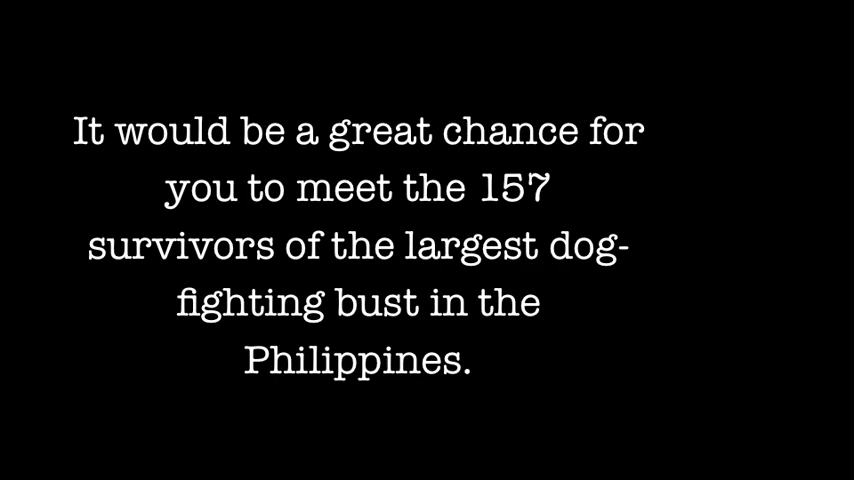 It would be a great chance for
you to meet the 157
survivors of the largest dog-
fighting bust in the
Philippines.